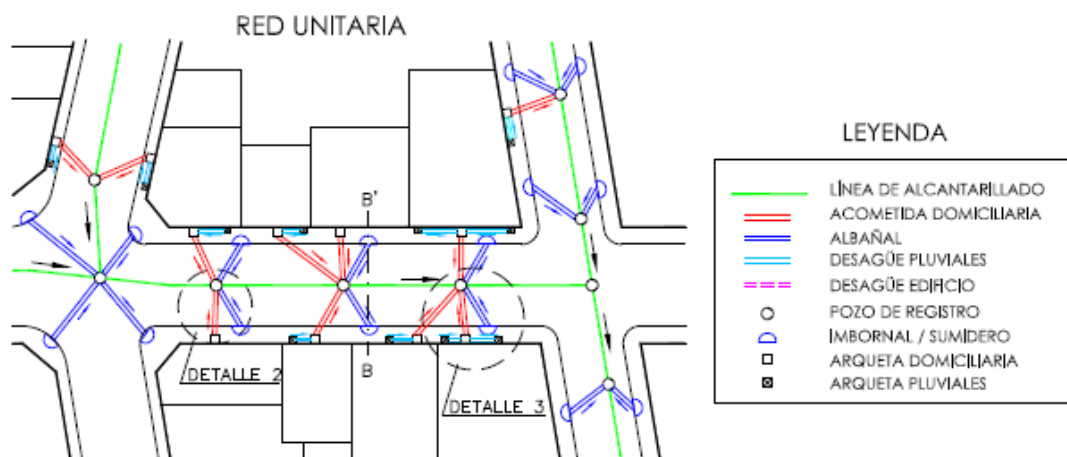 RED UNITARIA
B'
B
DETALLE 2
DETALLE 3
LEYENDA
LÍNEA DE ALCANTARILLADO
ACOMETIDA DOMICILIARIA
ALBAÑAL
DESAGÜE PLUVIALES
DESAGÜE EDIFICIO
POZO DE REGISTRO
IMBORNAL / SUMIDERO
ARQUETA DOMICILIARIA
ARQUETA PLUVIALES